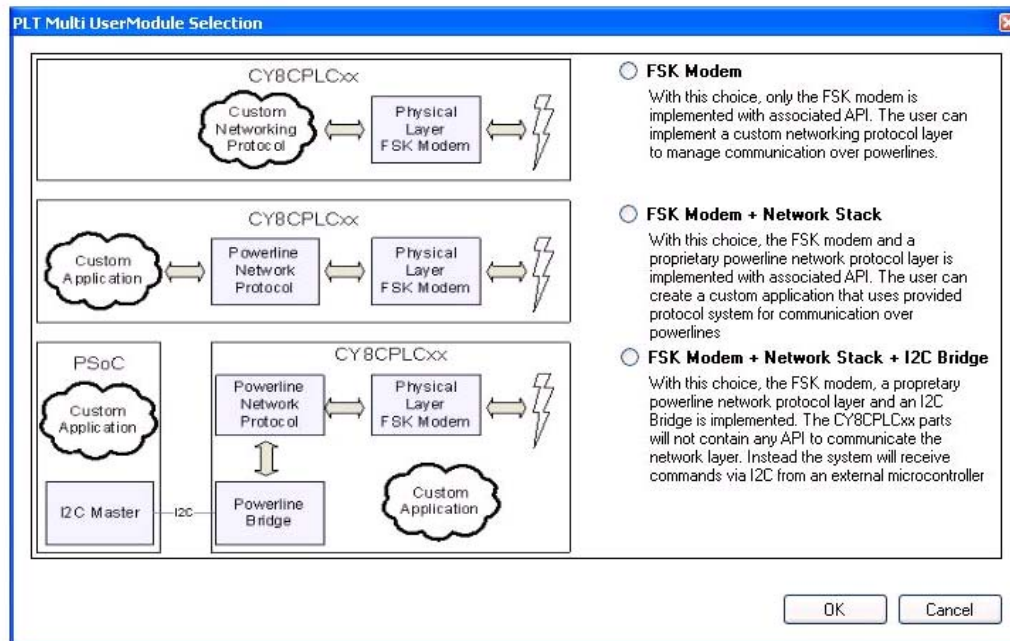 PLT Multi UserModule Selection
CY8CPLCxx
Custom
Networking
Protocol
Physical
Layer
FSK Modem
FSK Modem
With this choice, only the FSK modem is
implemented with associated API. The user can
implement a custom networking protocol layer
to manage communication over powerlines.
CY8CPLCxx
Custom
Application
Powerline
Network
Protocol
Physical
Layer
FSK Modem
FSK Modem + Network Stack
With this choice, the FSK modem and a
proprietary powerline network protocol layer is
implemented with associated API. The user can
create a custom application that uses provided
protocol system for communication over
powerlines
PSoC
Custom
Application
I2C Master
I2C
CY8CPLCxx
Powerline
Network
Protocol
Physical
Layer
FSK Modem
Powerline
Bridge
Custom
Application
FSK Modem + Network Stack + I2C Bridge
With this choice, the FSK modem, a propretary
powerline network protocol layer and an I2C
Bridge is implemented. The CY8CPLCxx parts
will not contain any API to communicate the
network layer. Instead the system will receive
commands via I2C from an external microcontroller
OK
Cancel